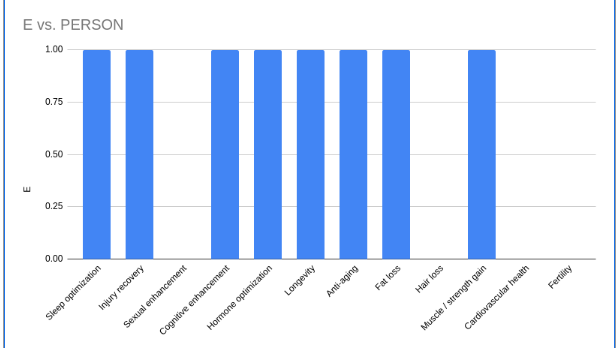 E vs. PERSON
1.00
0.75
0.50
0.25
0.00
E
Sleep optimization
Injury recovery
Sexual enhancement
Cognitive enhancement
Hormone optimization
Longevity
Anti-aging
Fat loss
Hair loss
Muscle / strength gain
Cardiovascular health
Fertility